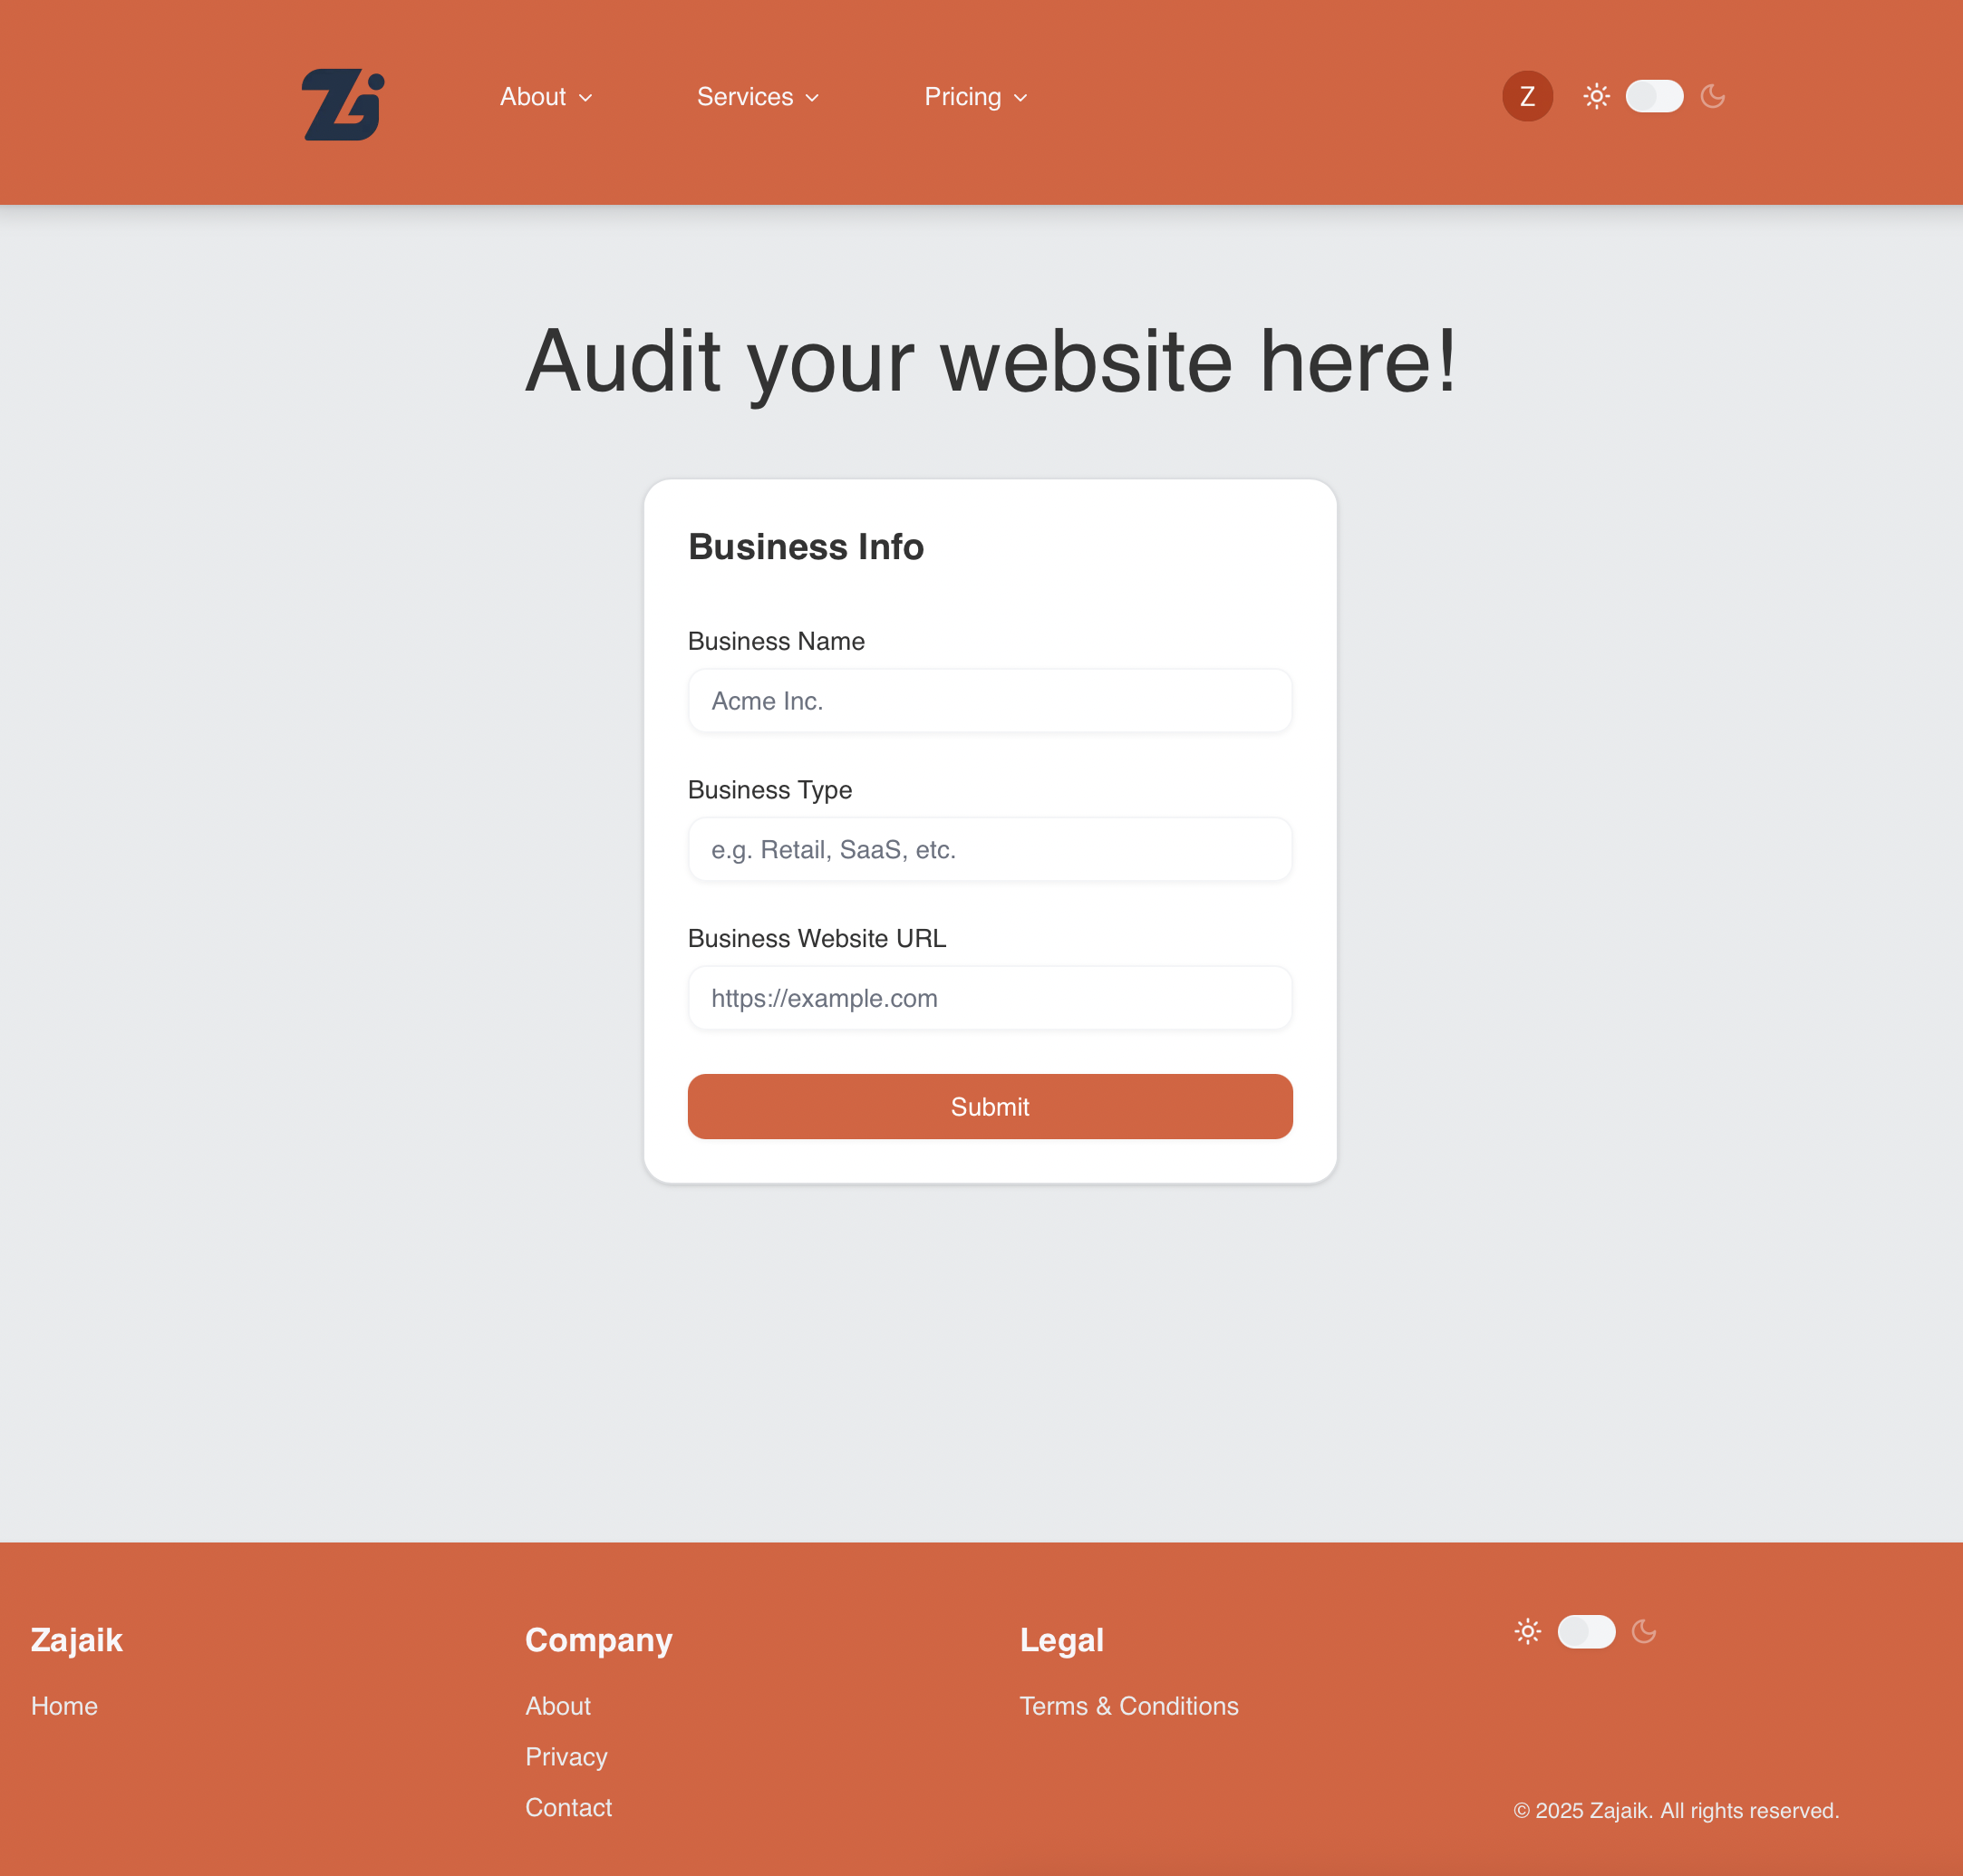 Zi
About
Services
Pricing
Z
Audit your website here!
Business Info
Business Name
Acme Inc.
Business Type
e.g. Retail, SaaS, etc.
Business Website URL
https://example.com
Submit
Zajaik
Home
Company
About
Privacy
Contact
Legal
Terms & Conditions
© 2025 Zajaik. All rights reserved.